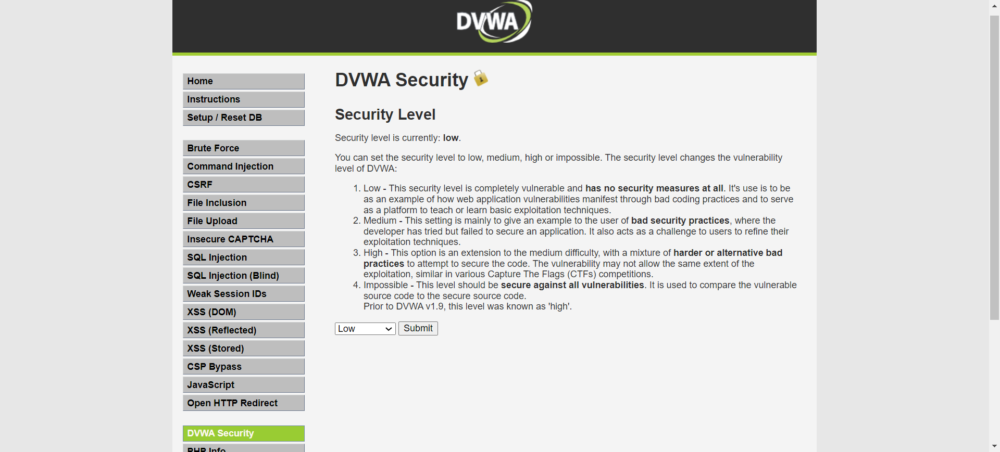 DVWA
Home
Instructions
Setup / Reset DB
Brute Force
Command Injection
CSRF
File Inclusion
File Upload
Insecure CAPTCHA
SQL Injection
SQL Injection (Blind)
Weak Session IDs
XSS (DOM)
XSS (Reflected)
XSS (Stored)
CSP Bypass
JavaScript
Open HTTP Redirect
DVWA Security
PHP Info
DVWA Security
Security Level
Security level is currently: low.
You can set the security level to low, medium, high or impossible. The security level changes the vulnerability
level of DVWA:
1. Low - This security level is completely vulnerable and has no security measures at all. It's use is to be
as an example of how web application vulnerabilities manifest through bad coding practices and to serve
as a platform to teach or learn basic exploitation techniques.
2. Medium - This setting is mainly to give an example to the user of bad security practices, where the
developer has tried but failed to secure an application. It also acts as a challenge to users to refine their
exploitation techniques.
3. High - This option is an extension to the medium difficulty, with a mixture of harder or alternative bad
practices to attempt to secure the code. The vulnerability may not allow the same extent of the
exploitation, similar in various Capture The Flags (CTFs) competitions.
4. Impossible - This level should be secure against all vulnerabilities. It is used to compare the vulnerable
source code to the secure source code.
Prior to DVWA v1.9, this level was known as 'high'.
Low
Submit